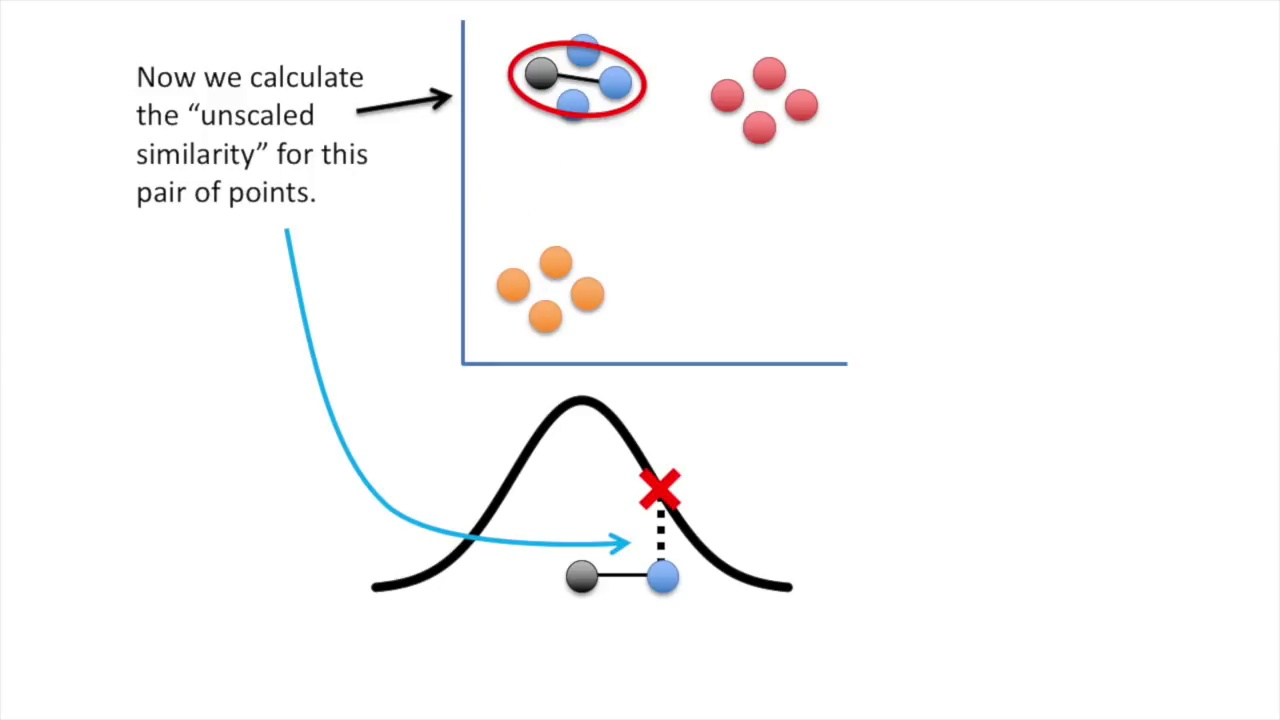 Now we calculate
the “unscaled
similarity” for this
pair of points.